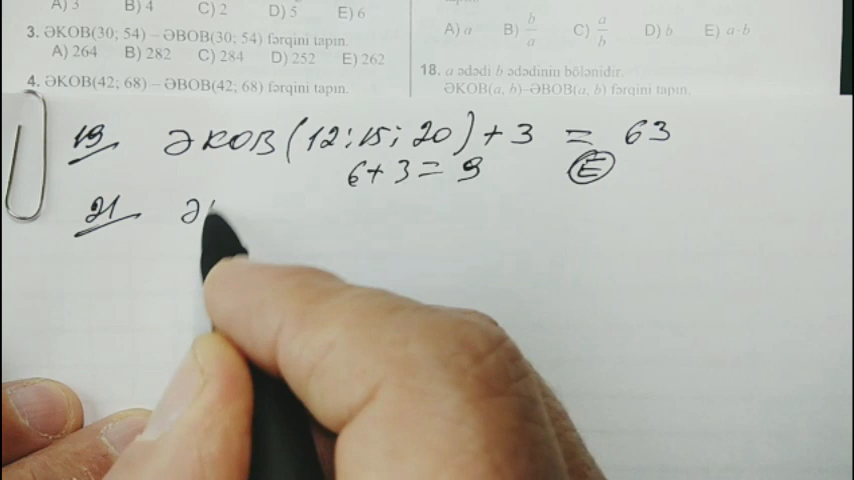 A) 3 B) 4 C) 2 D) 5 E) 6
3. ƏKOB(30; 54) – ƏBOB(30; 54) fərqini tapın.
A) 264 B) 282 C) 284 D) 252 E) 262
4. ƏKOB(42; 68) – ƏBOB(42; 68) fərqini tapın.
A) a B) b/a C) a/b D) b E) a·b
18. a ədədi b ədədinin bölənidir.
ƏKOB(a, b)–ƏBOB(a, b) fərqini tapın.
19 ƏKOB(12; 15; 20) + 3 = 63
6 + 3 = 9 E
21 Ə